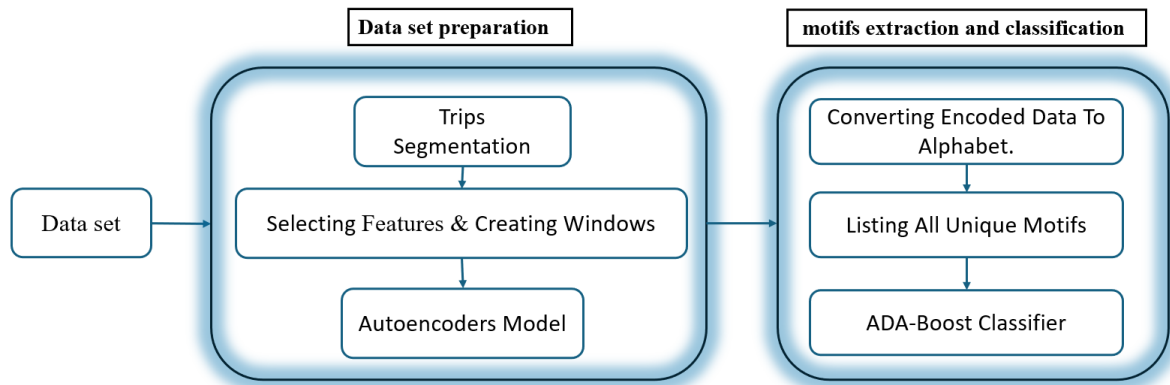 Data set preparation
motifs extraction and classification
Data set
Trips
Segmentation
Selecting Features & Creating Windows
Autoencoders Model
Converting Encoded Data To
Alphabet.
Listing All Unique Motifs
ADA-Boost Classifier